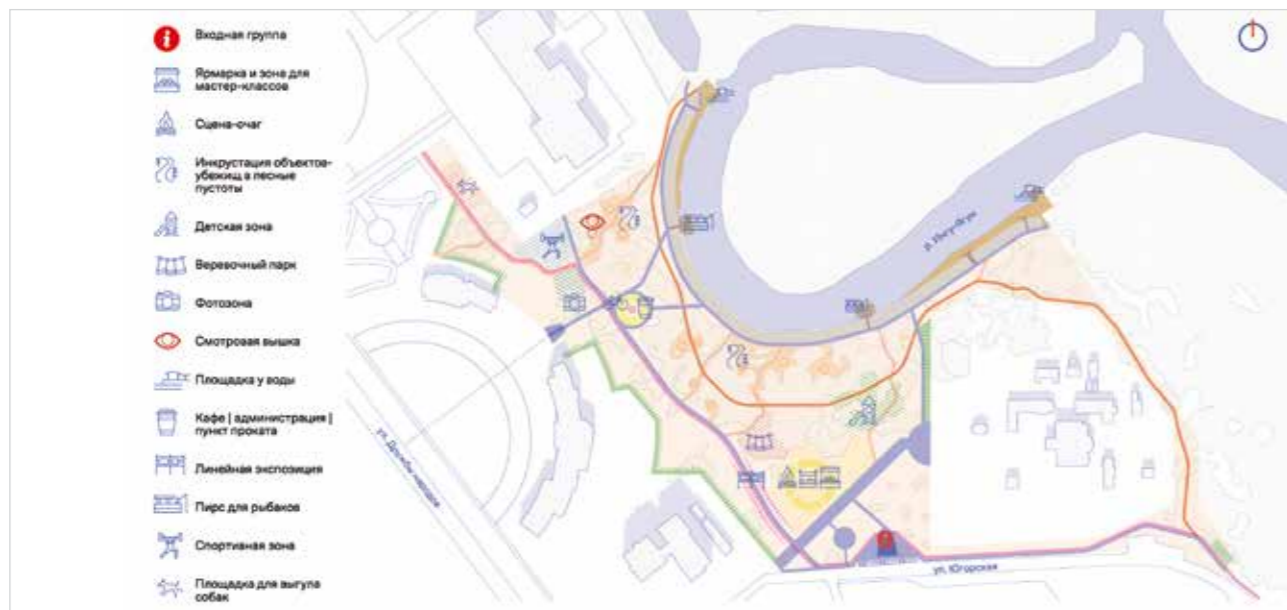 Входная группа
Ярмарка и зона для
мастер-классов
Сцена-очаг
Инкрустация объектов-
убежищ в лесные
пустоты
Детская зона
Веревочный парк
Фотозона
Смотровая вышка
Площадка у воды
Кафе | администрация |
пункт проката
Линейная экспозиция
Пирс для рыбаков
Спортивная зона
Площадка для выгула
собак
р. Ингу-Ягун
ул. Дружбы народов
ул. Югорская